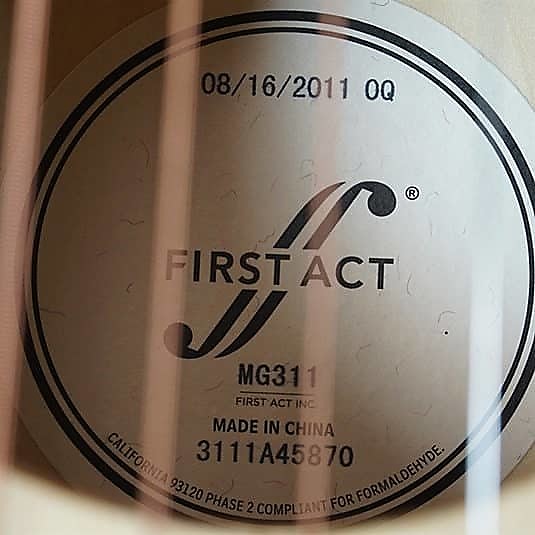 08/16/2011 0Q
®
FIRST ACT
MG311
FIRST ACT INC.
MADE IN CHINA
3111A45870
CALIFORNIA 93120 PHASE 2 COMPLIANT FOR FORMALDEHYDE.